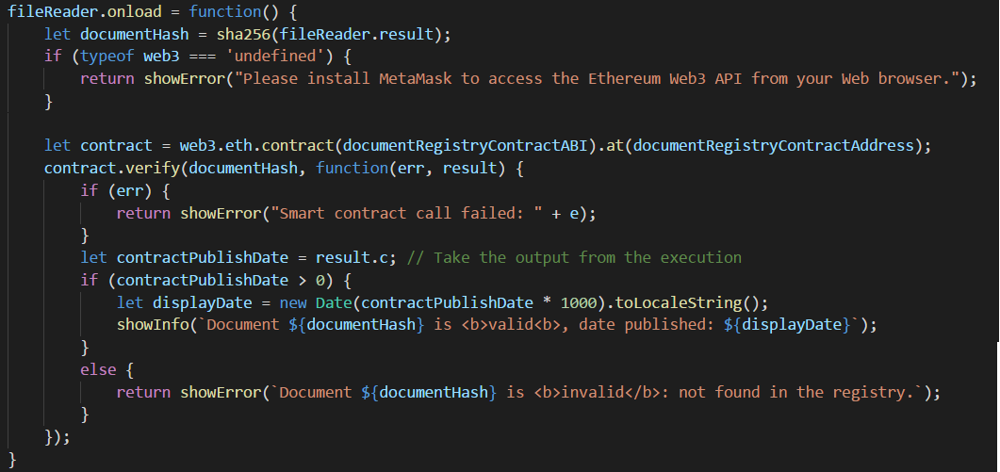 fileReader.onload = function() {
let documentHash = sha256(fileReader.result);
if (typeof web3 === 'undefined') {
return showError("Please install MetaMask to access the Ethereum Web3 API from your Web browser.");
}
let contract = web3.eth.contract(documentRegistryContractABI).at(documentRegistryContractAddress);
contract.verify(documentHash, function(err, result) {
if (err) {
return showError("Smart contract call failed: " + e);
}
let contractPublishDate = result.c; // Take the output from the execution
if (contractPublishDate > 0) {
let displayDate = new Date(contractPublishDate * 1000).toLocaleString();
showInfo(`Document ${documentHash} is <b>valid<b>, date published: ${displayDate}`);
}
else {
return showError(`Document ${documentHash} is <b>invalid</b>: not found in the registry.`);
}
});
}